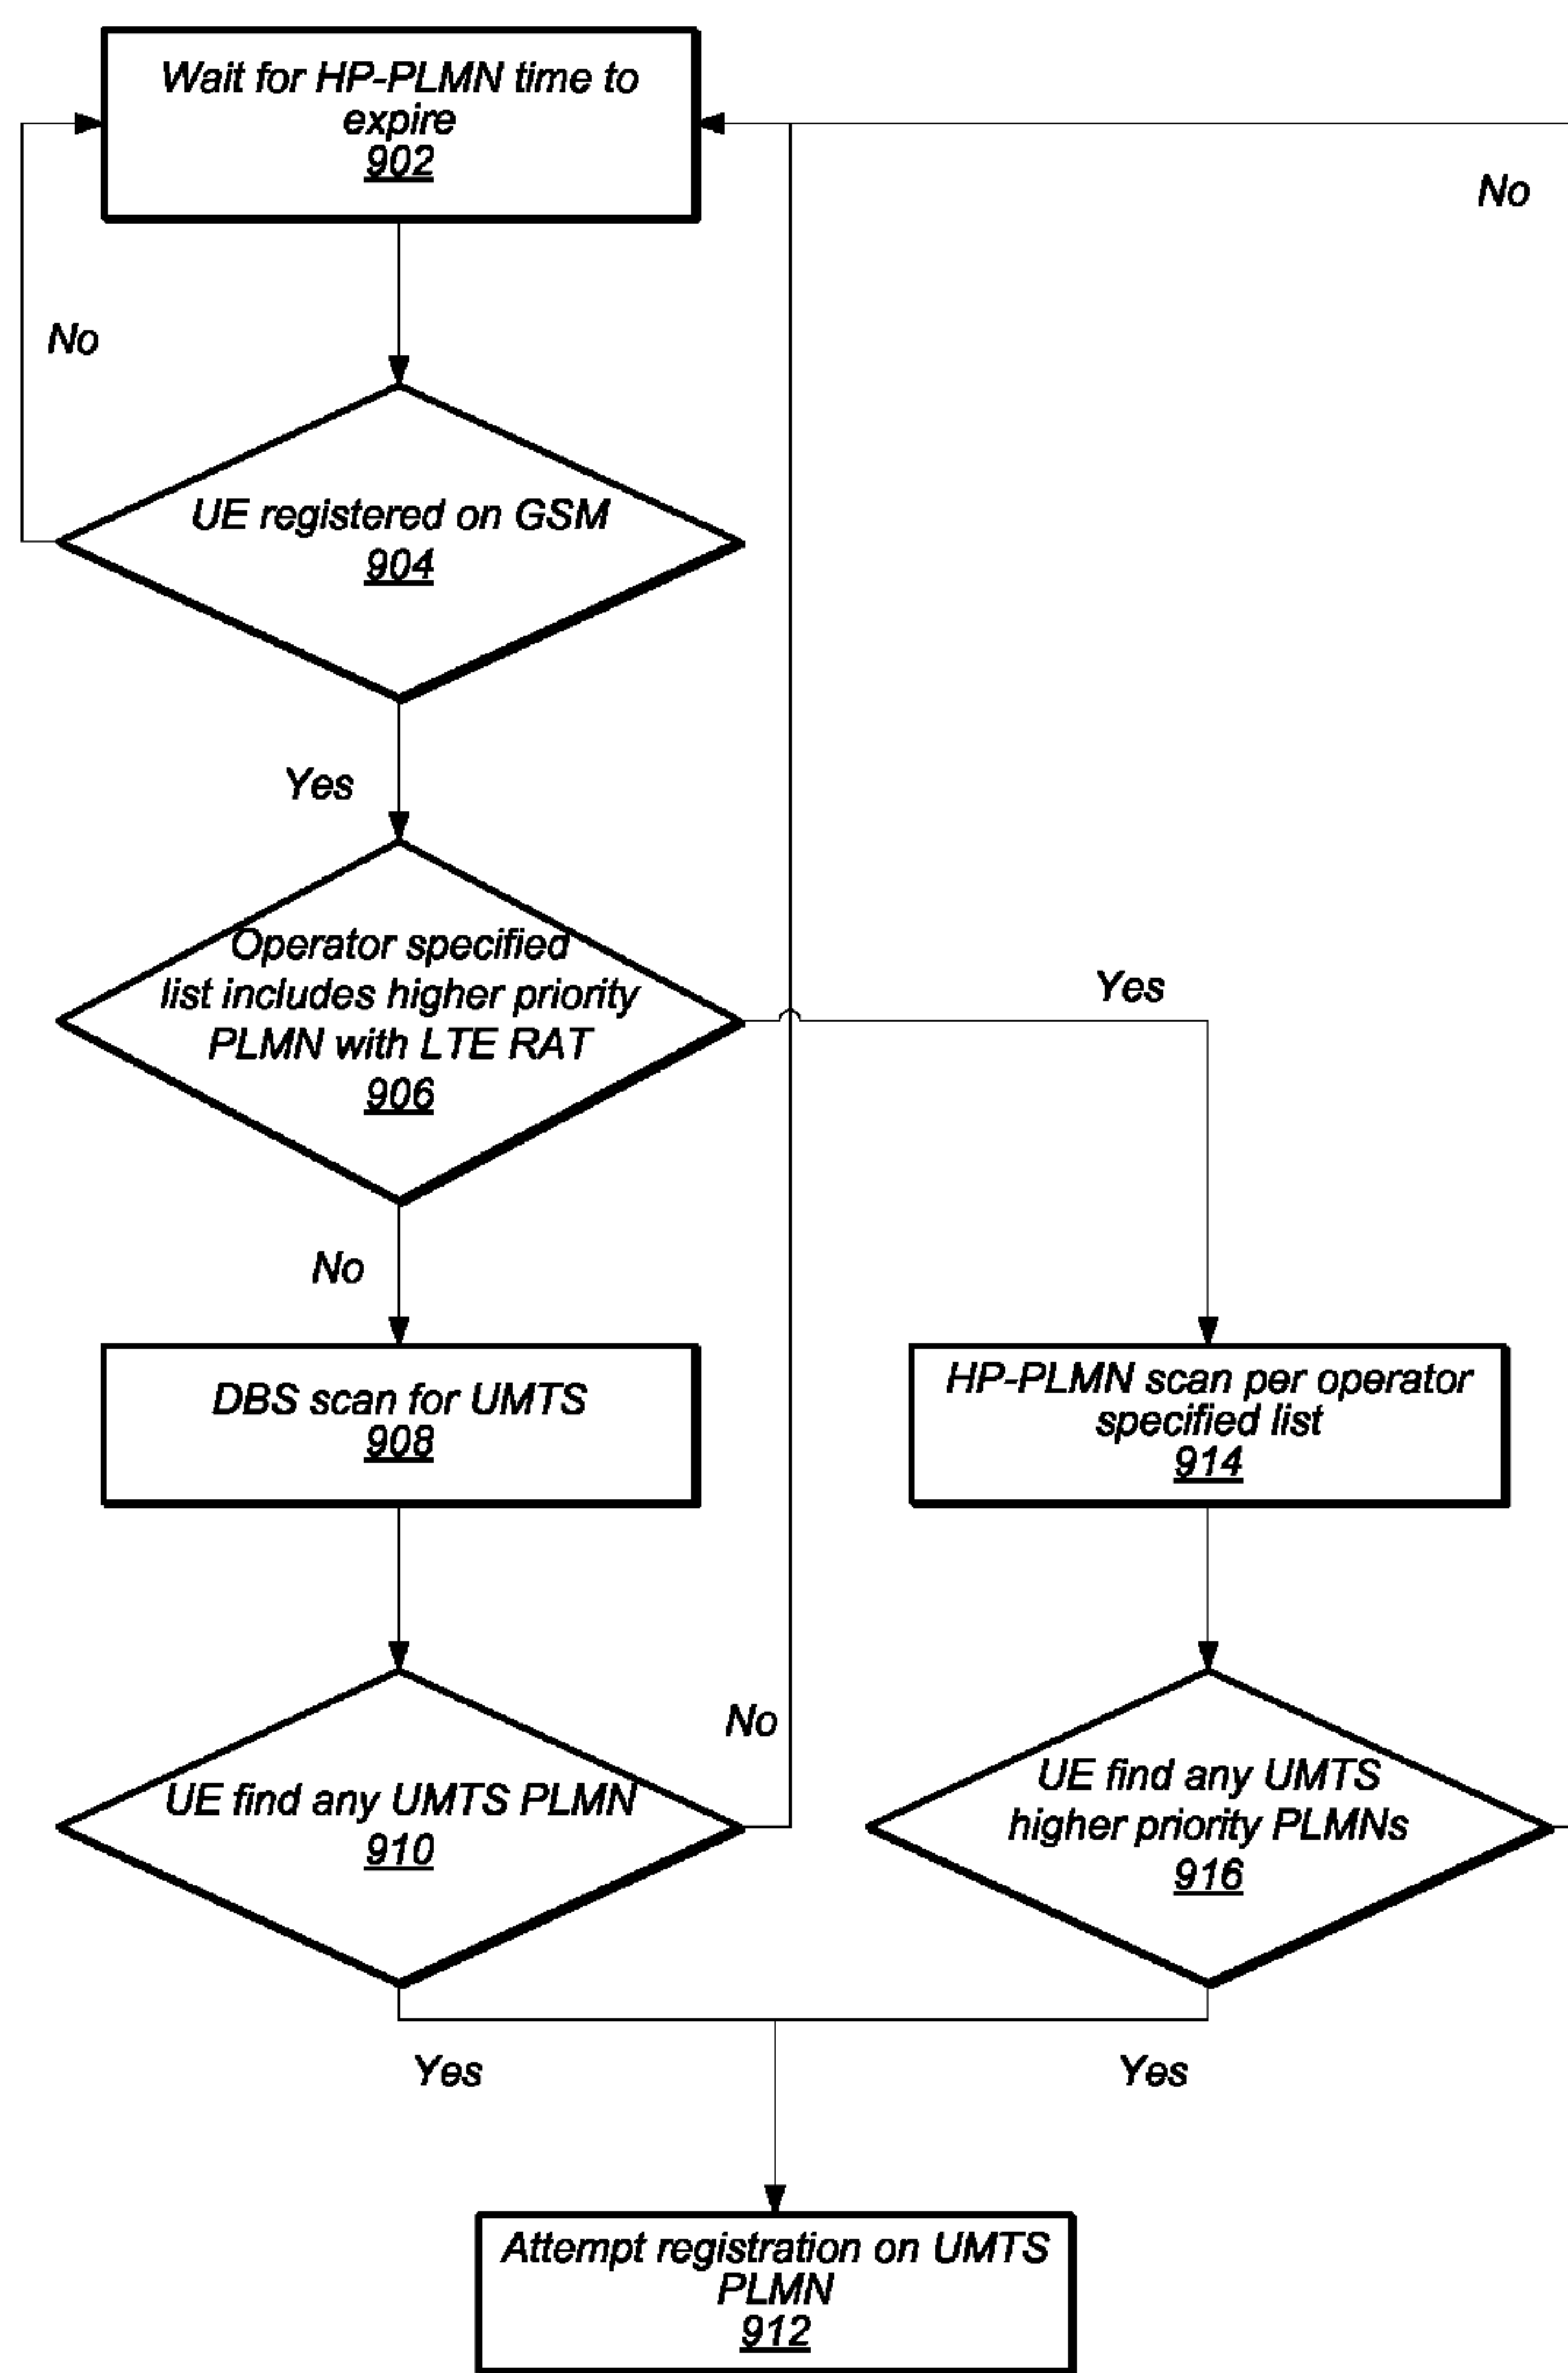 Wait for HP-PLMN time to
expire
902
No
No
UE registered on GSM
904
Yes
Operator specified
list includes higher priority
PLMN with LTE RAT
906
Yes
No
DBS scan for UMTS
908
HP-PLMN scan per operator
specified list
914
No
UE find any UMTS PLMN
910
UE find any UMTS
higher priority PLMNs
916
Yes
Yes
Attempt registration on UMTS
PLMN
912